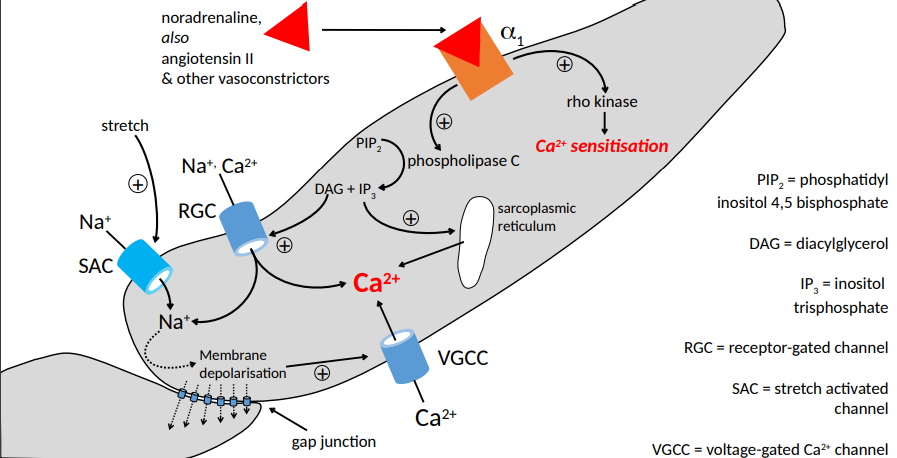 noradrenaline,
also
angiotensin II
& other vasoconstrictors
α₁
rho kinase
Ca²⁺ sensitisation
stretch
PIP₂
phospholipase C
Na⁺, Ca²⁺
DAG + IP₃
RGC
sarcoplasmic
reticulum
Na⁺
SAC
Ca²⁺
Na⁺
Membrane
depolarisation
VGCC
Ca²⁺
gap junction
PIP₂ = phosphatidyl
inositol 4,5 bisphosphate
DAG = diacylglycerol
IP₃ = inositol
trisphosphate
RGC = receptor-gated channel
SAC = stretch activated
channel
VGCC = voltage-gated Ca²⁺ channel